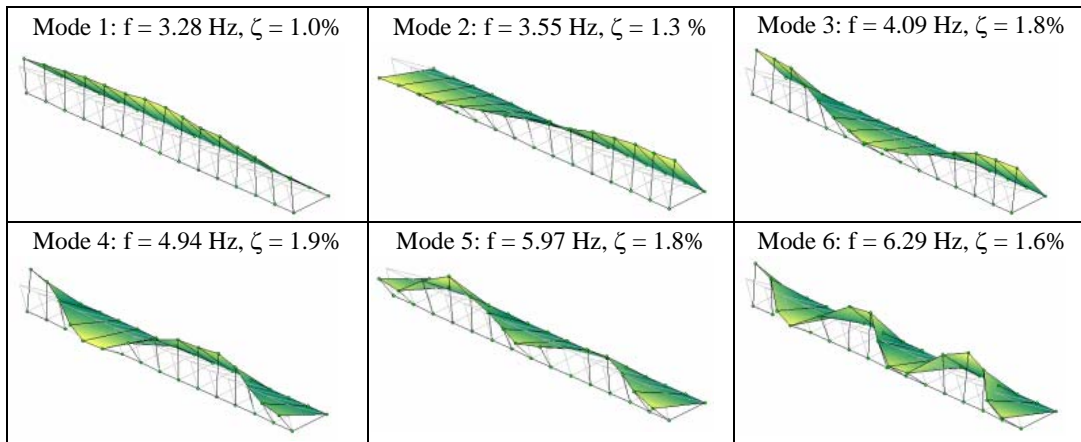 Mode 1: f = 3.28 Hz, ζ = 1.0%
Mode 2: f = 3.55 Hz, ζ = 1.3 %
Mode 3: f = 4.09 Hz, ζ = 1.8%
Mode 4: f = 4.94 Hz, ζ = 1.9%
Mode 5: f = 5.97 Hz, ζ = 1.8%
Mode 6: f = 6.29 Hz, ζ = 1.6%